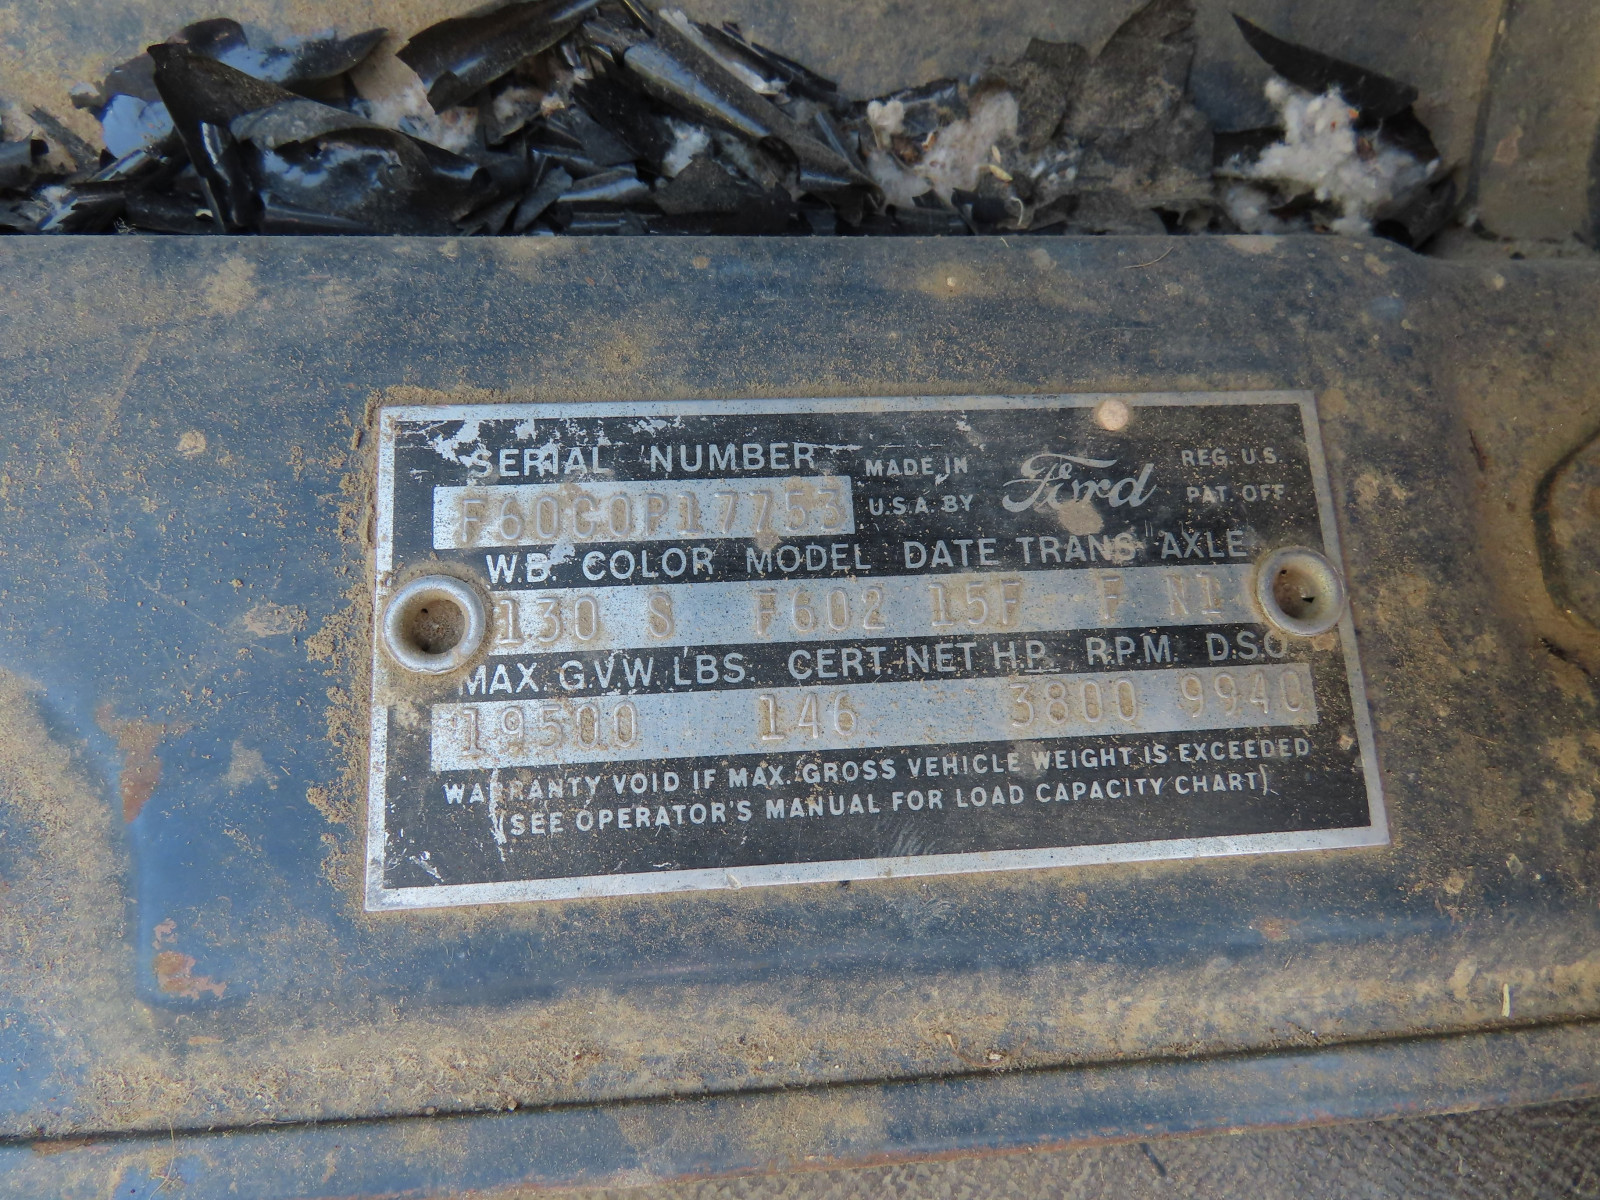 SERIAL NUMBER
F60C0P17753
MADE IN
U.S.A. BY
Ford
REG. U.S.
PAT. OFF.
W.B. COLOR MODEL DATE TRANS AXLE
130 8 F602 15F F N1
MAX. G.V.W. LBS. CERT. NET H.P. R.P.M. D.S.O.
19500 146 3800 9940
WARRANTY VOID IF MAX. GROSS VEHICLE WEIGHT IS EXCEEDED
(SEE OPERATOR'S MANUAL FOR LOAD CAPACITY CHART)